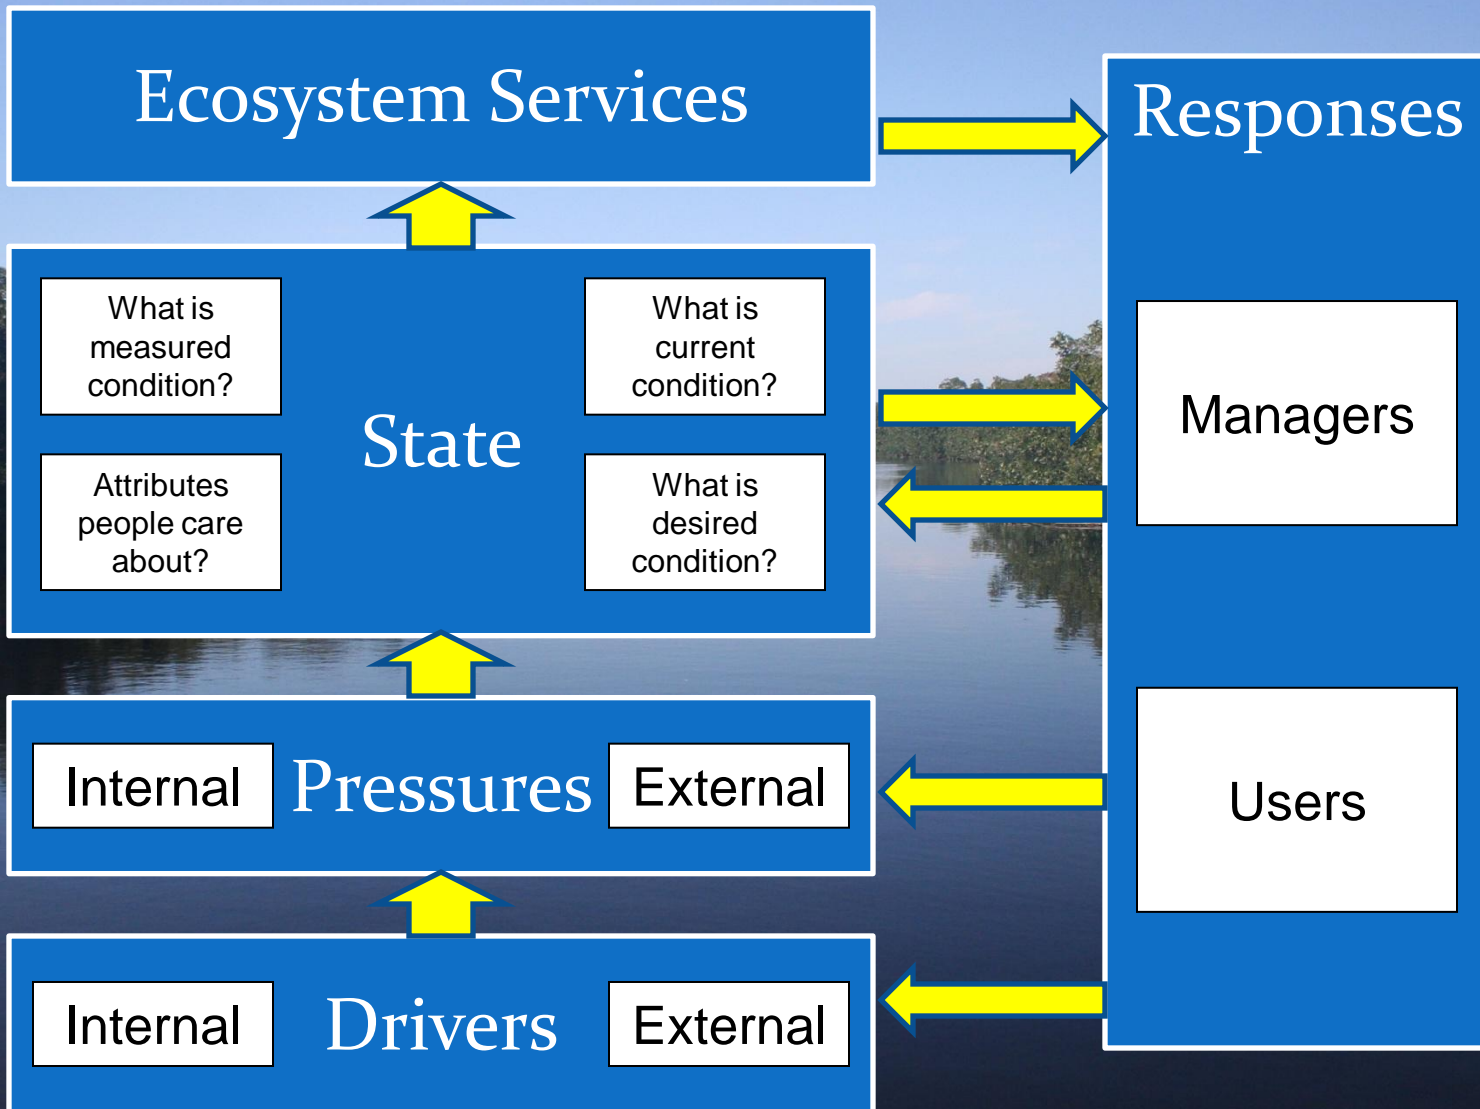 Ecosystem Services
Responses
What is
measured
condition?
What is
current
condition?
State
Attributes
people care
about?
What is
desired
condition?
Managers
Internal
Pressures
External
Users
Internal
Drivers
External